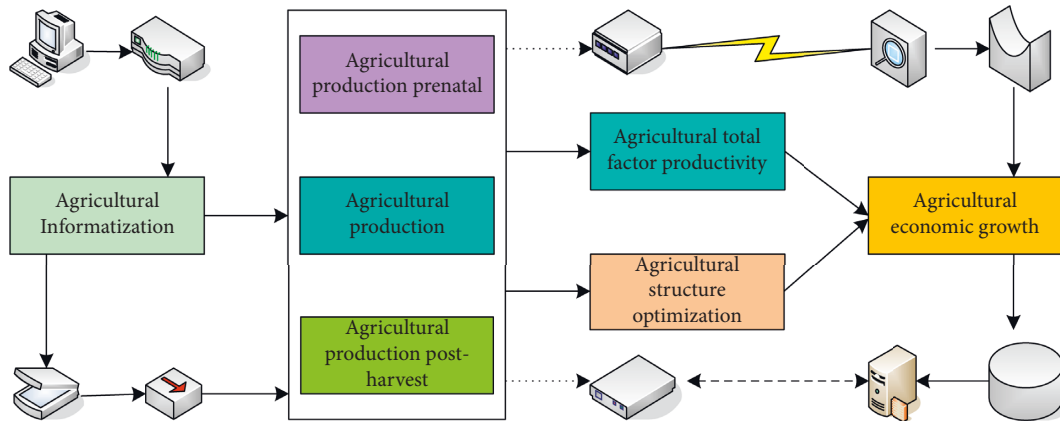 Agricultural
production prenatal
Agricultural total
factor productivity
Agricultural
Informatization
Agricultural
production
Agricultural
economic growth
Agricultural
structure
optimization
Agricultural
production post-
harvest